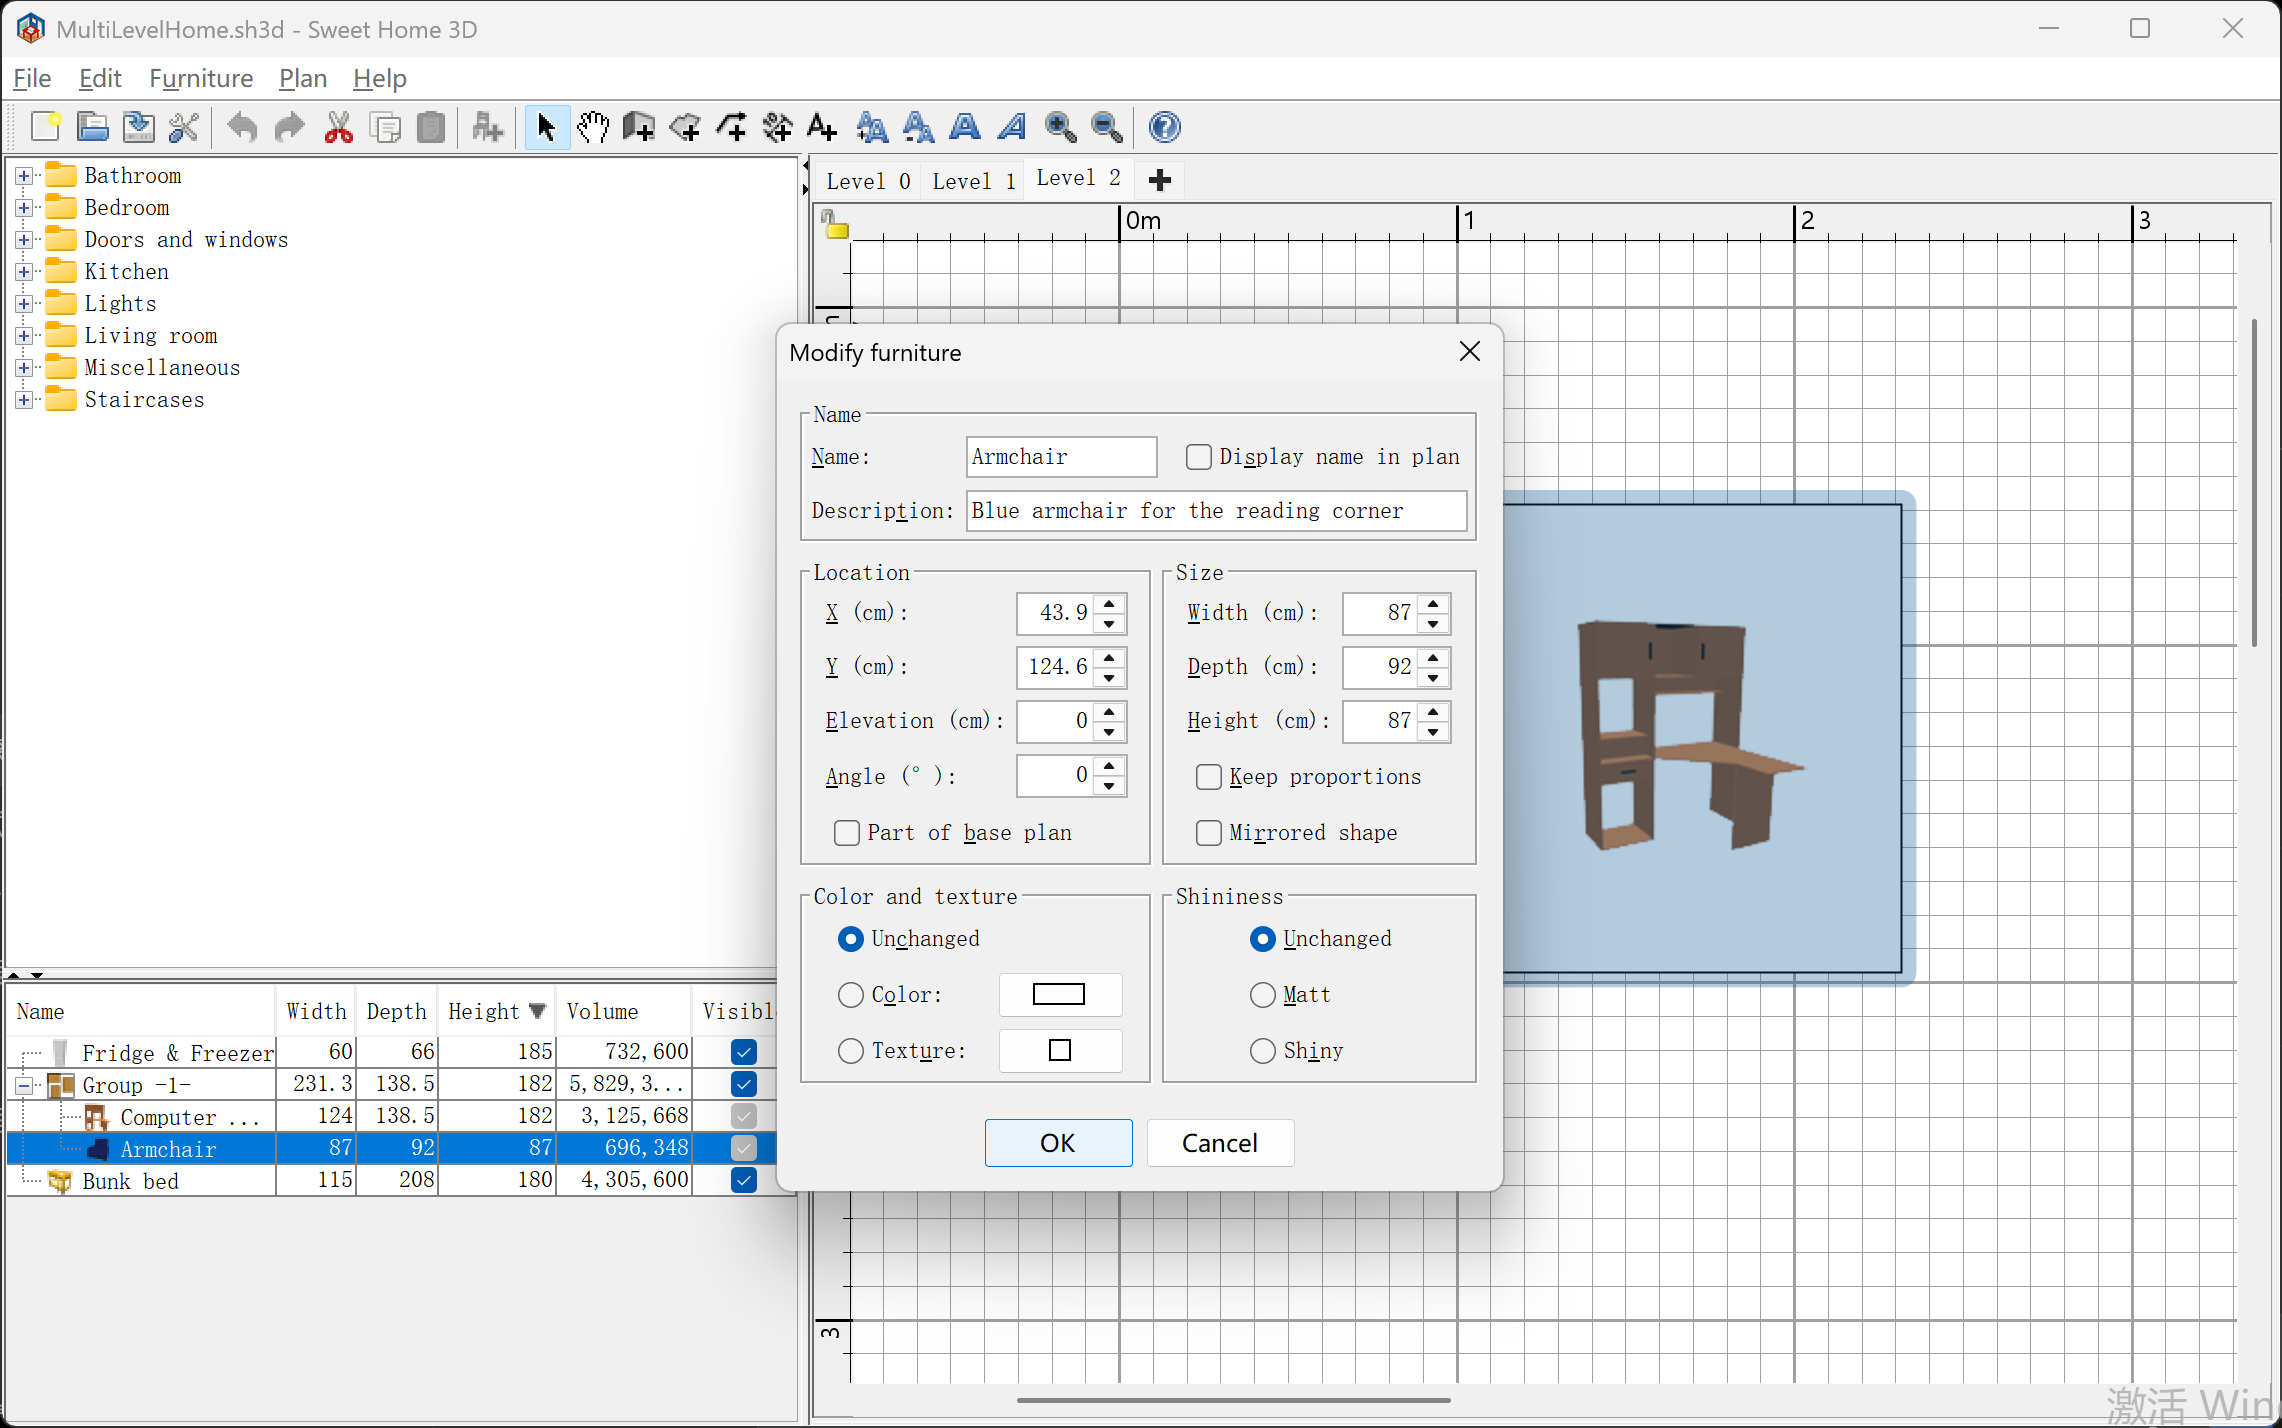 MultiLevelHome.sh3d - Sweet Home 3D
File Edit Furniture Plan Help
Bathroom
Bedroom
Doors and windows
Kitchen
Lights
Living room
Miscellaneous
Staircases
Level 0 Level 1 Level 2
0m 1 2 3
3
Modify furniture
Name
Name: Armchair Display name in plan
Description: Blue armchair for the reading corner
Location
X (cm): 43.9
Y (cm): 124.6
Elevation (cm): 0
Angle (°): 0
Part of base plan
Size
Width (cm): 87
Depth (cm): 92
Height (cm): 87
Keep proportions
Mirrored shape
Color and texture
Unchanged
Color:
Texture:
Shininess
Unchanged
Matt
Shiny
OK Cancel
Name Width Depth Height Volume Visibl
Fridge & Freezer 60 66 185 732,600
Group -1- 231.3 138.5 182 5,829,3...
Computer ... 124 138.5 182 3,125,668
Armchair 87 92 87 696,348
Bunk bed 115 208 180 4,305,600
激活 Win